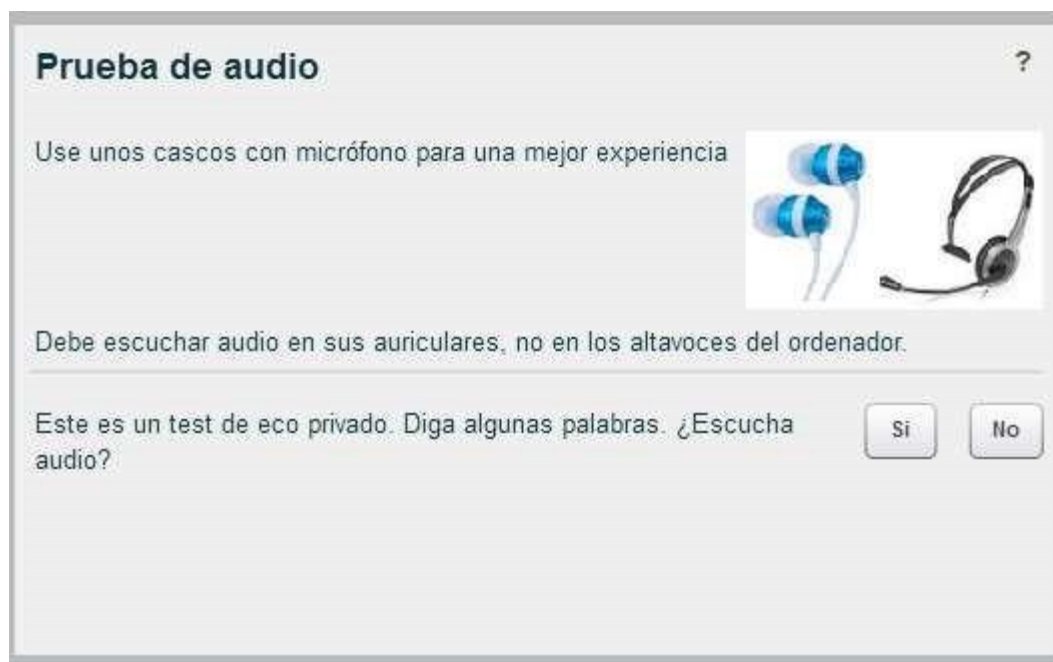 Prueba de audio
?
Use unos cascos con micrófono para una mejor experiencia
Debe escuchar audio en sus auriculares, no en los altavoces del ordenador.
Este es un test de eco privado. Diga algunas palabras. ¿Escucha
audio?
Si
No